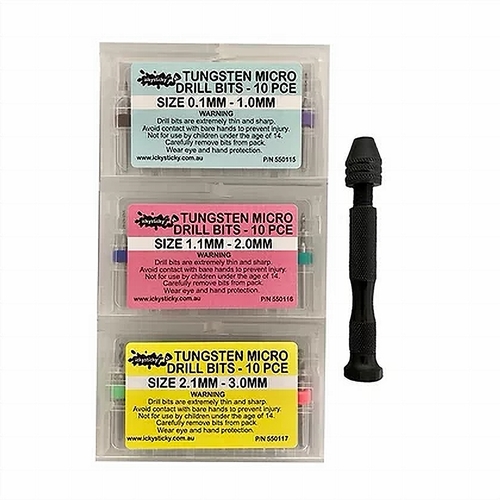 ickysticky
TUNGSTEN MICRO
DRILL BITS - 10 PCE
SIZE 0.1MM - 1.0MM
WARNING
Drill bits are extremely thin and sharp.
Avoid contact with bare hands to prevent injury.
Not for use by children under the age of 14.
Carefully remove bits from pack.
Wear eye and hand protection.
www.ickysticky.com.au P/N 550115
ickysticky
TUNGSTEN MICRO
DRILL BITS - 10 PCE
SIZE 1.1MM - 2.0MM
WARNING
Drill bits are extremely thin and sharp.
Avoid contact with bare hands to prevent injury.
Not for use by children under the age of 14.
Carefully remove bits from pack.
Wear eye and hand protection.
www.ickysticky.com.au P/N 550116
ickysticky
TUNGSTEN MICRO
DRILL BITS - 10 PCE
SIZE 2.1MM - 3.0MM
WARNING
Drill bits are extremely thin and sharp.
Avoid contact with bare hands to prevent injury.
Not for use by children under the age of 14.
Carefully remove bits from pack.
Wear eye and hand protection.
www.ickysticky.com.au P/N 550117